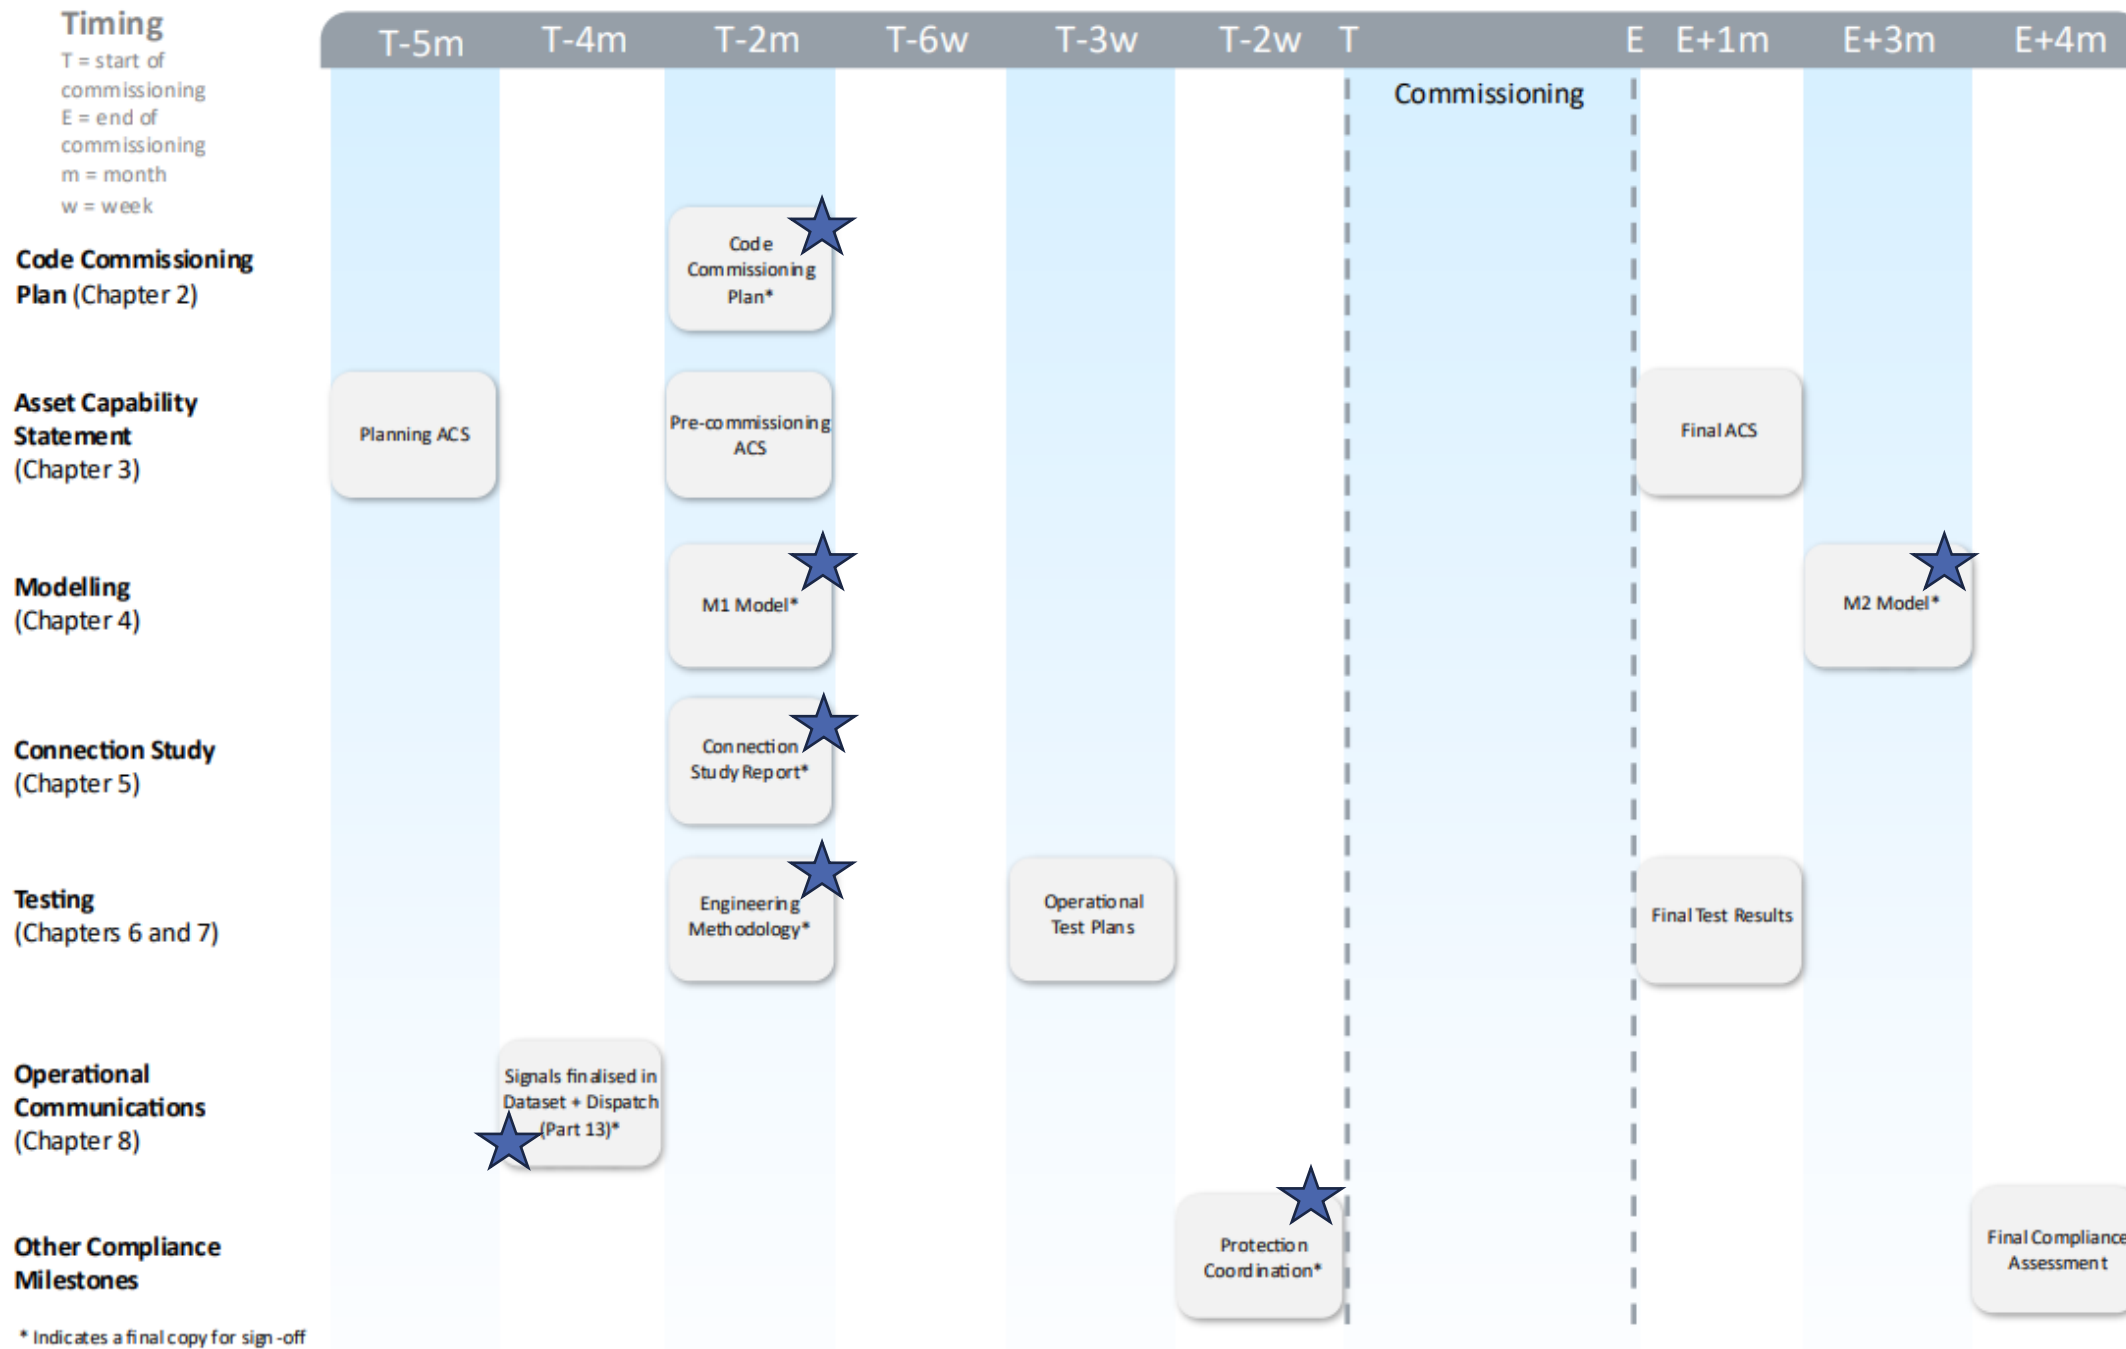 Timing
T = start of
commissioning
E = end of
commissioning
m = month
w = week
T-5m T-4m T-2m T-6w T-3w T-2w T E E+1m E+3m E+4m
Commissioning
Code Commissioning
Plan (Chapter 2)
Code
Commissioning
Plan*
Asset Capability
Statement
(Chapter 3)
Planning ACS
Pre-commissioning
ACS
Final ACS
Modelling
(Chapter 4)
M1 Model*
M2 Model*
Connection Study
(Chapter 5)
Connection
Study Report*
Testing
(Chapters 6 and 7)
Engineering
Methodology*
Operational
Test Plans
Final Test Results
Operational
Communications
(Chapter 8)
Signals finalised in
Dataset + Dispatch
(Part 13)*
Other Compliance
Milestones
Protection
Coordination*
Final Compliance
Assessment
* Indicates a final copy for sign-off